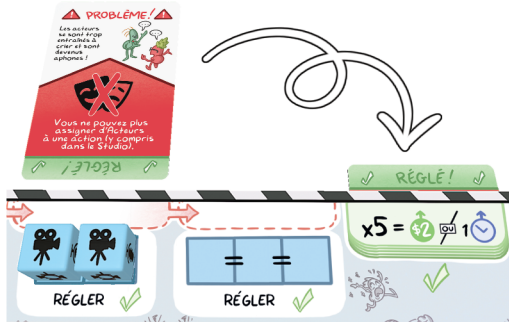 PROBLÈME !
Les acteurs
se sont trop
entraînés à
crier et sont
devenus
aphones !
Vous ne pouvez plus
assigner d'Acteurs
à une action (y compris
dans le Studio).
RÉGLÉ !
RÉGLÉ !
x5 = $2 ou 1
= =
RÉGLER
RÉGLER